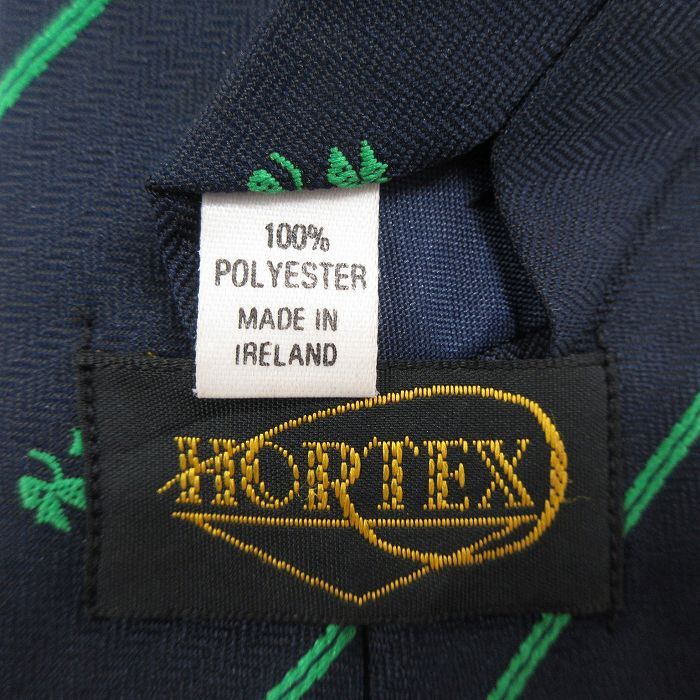 100%
POLYESTER
MADE IN
IRELAND
HORTEX